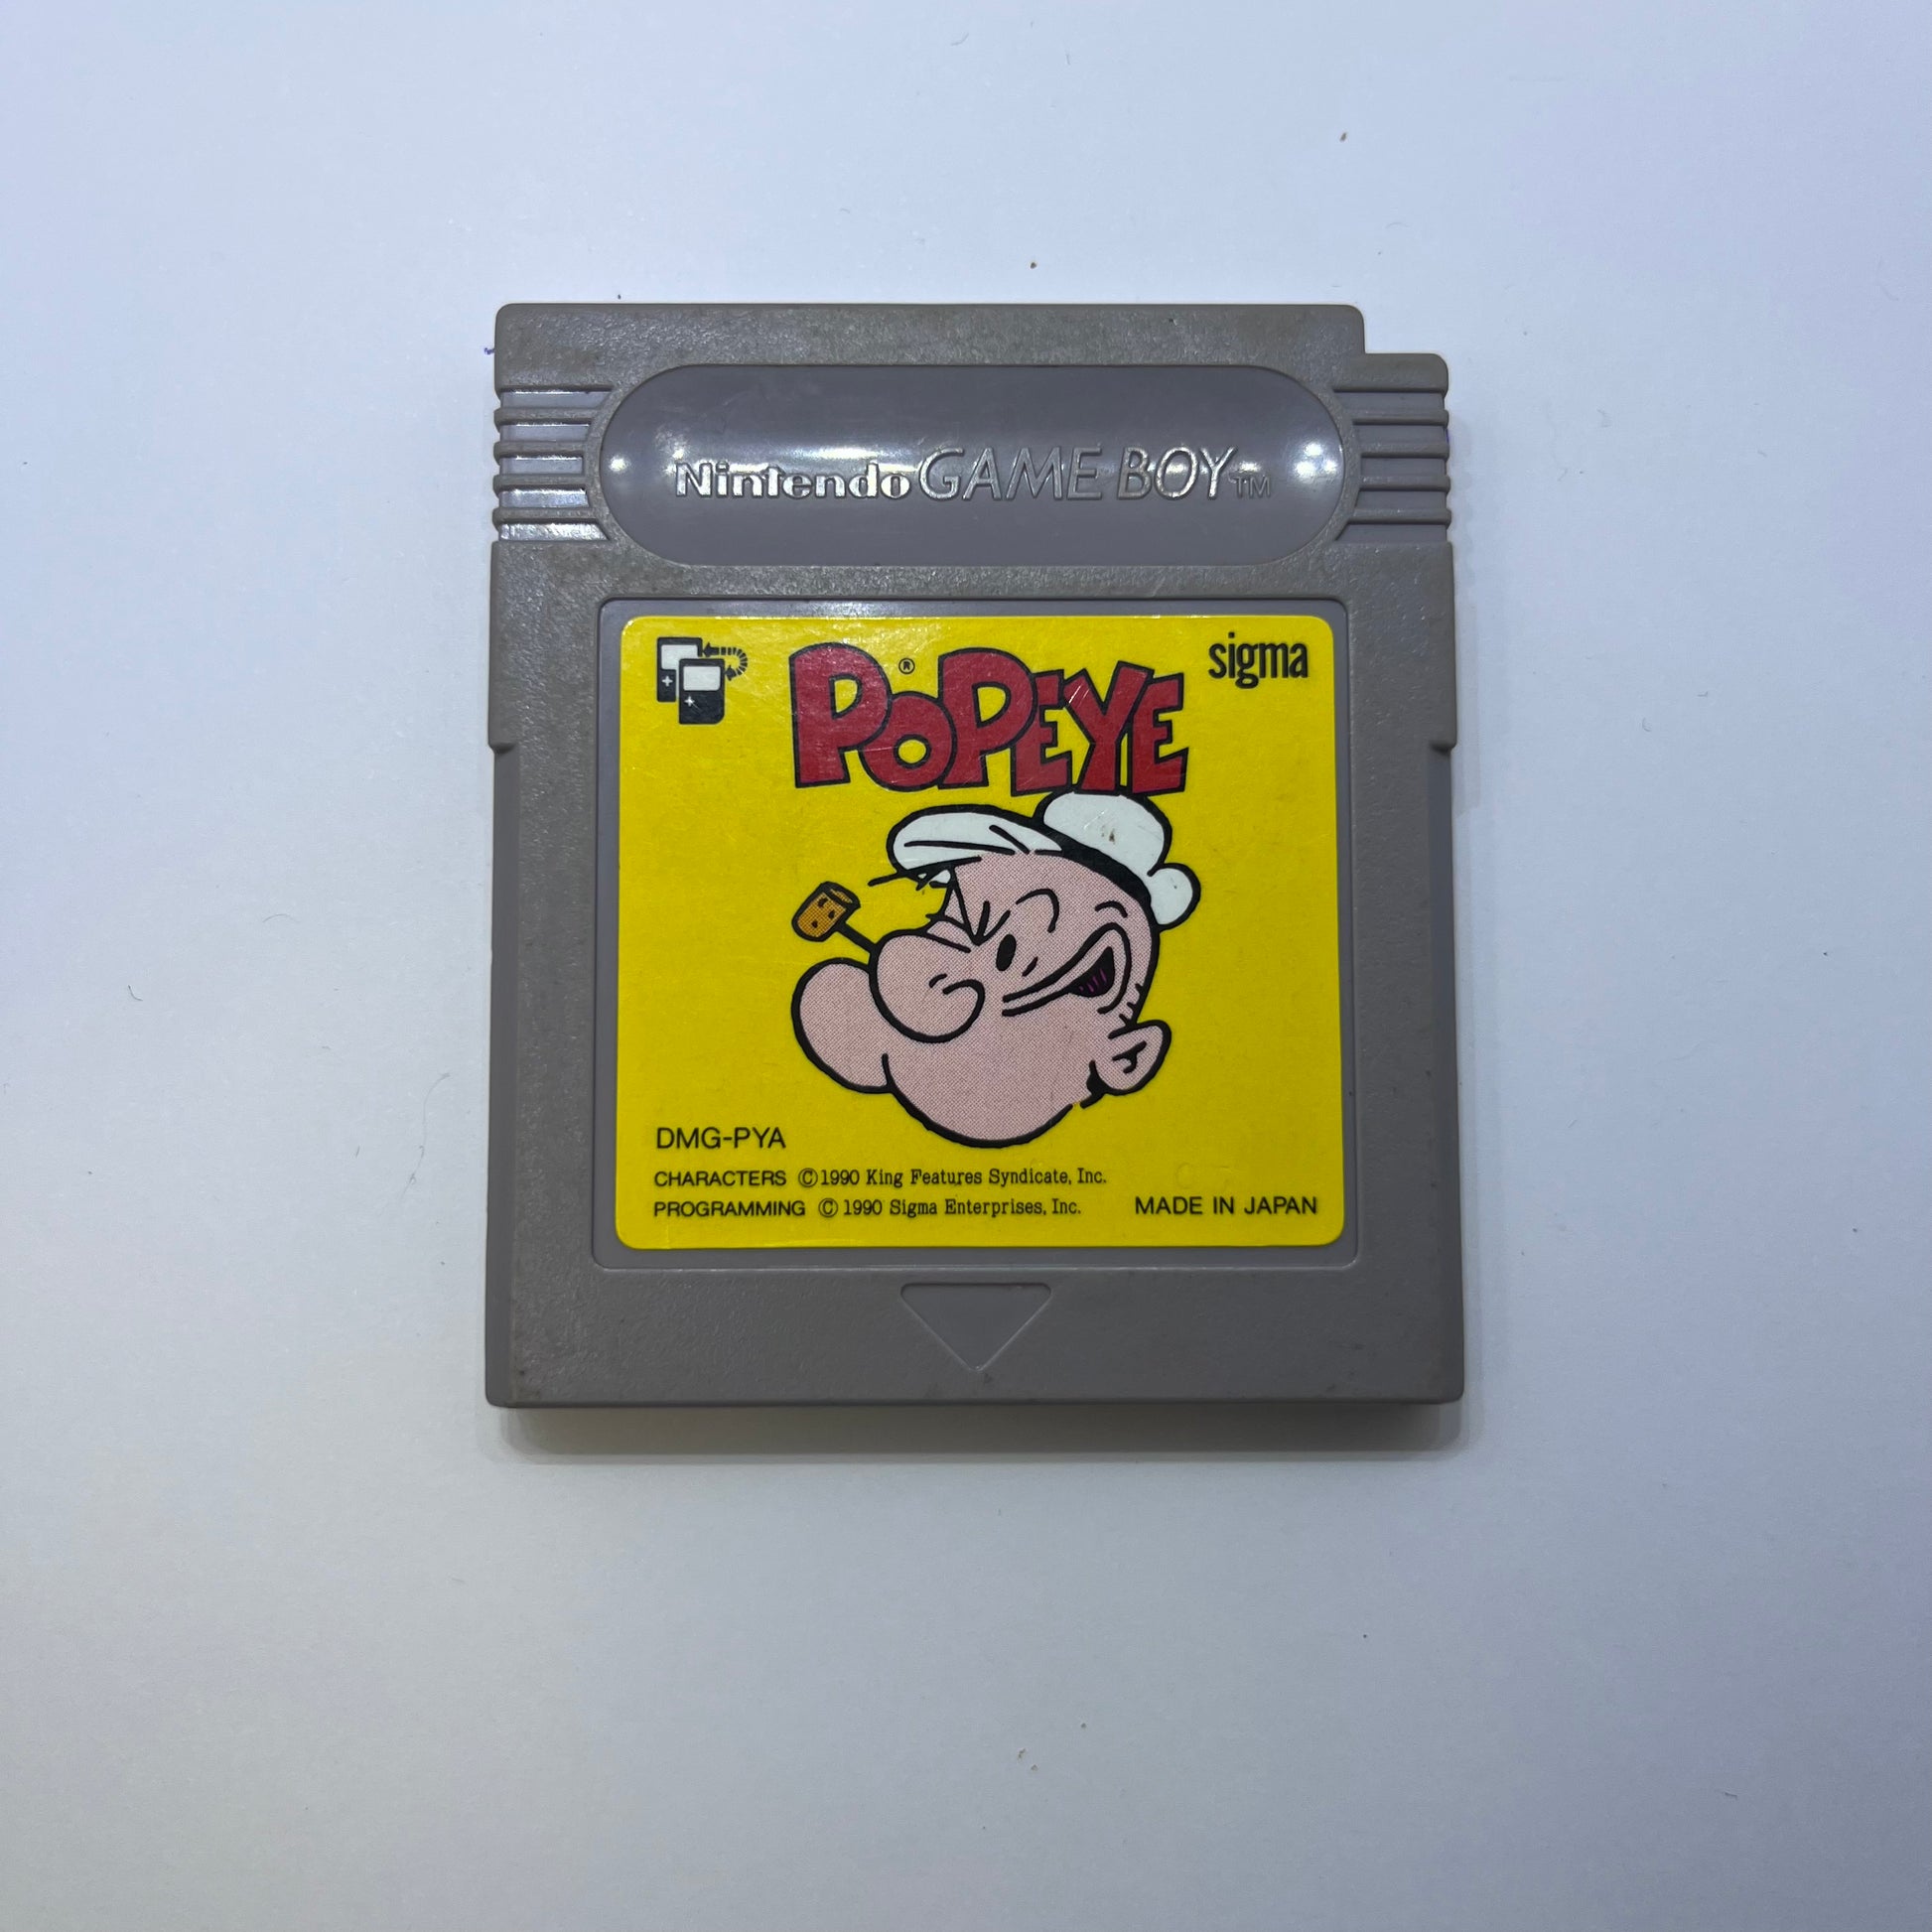 Nintendo GAME BOY™
POPEYE®
sigma
DMG-PYA
CHARACTERS ©1990 King Features Syndicate, Inc.
PROGRAMMING ©1990 Sigma Enterprises, Inc.
MADE IN JAPAN